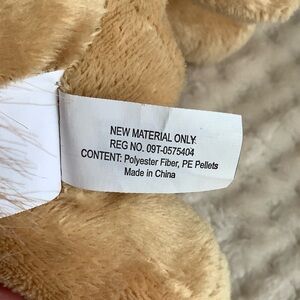 NEW MATERIAL ONLY
REG NO. 09T-0575404
CONTENT: Polyester Fiber, PE Pellets
Made in China